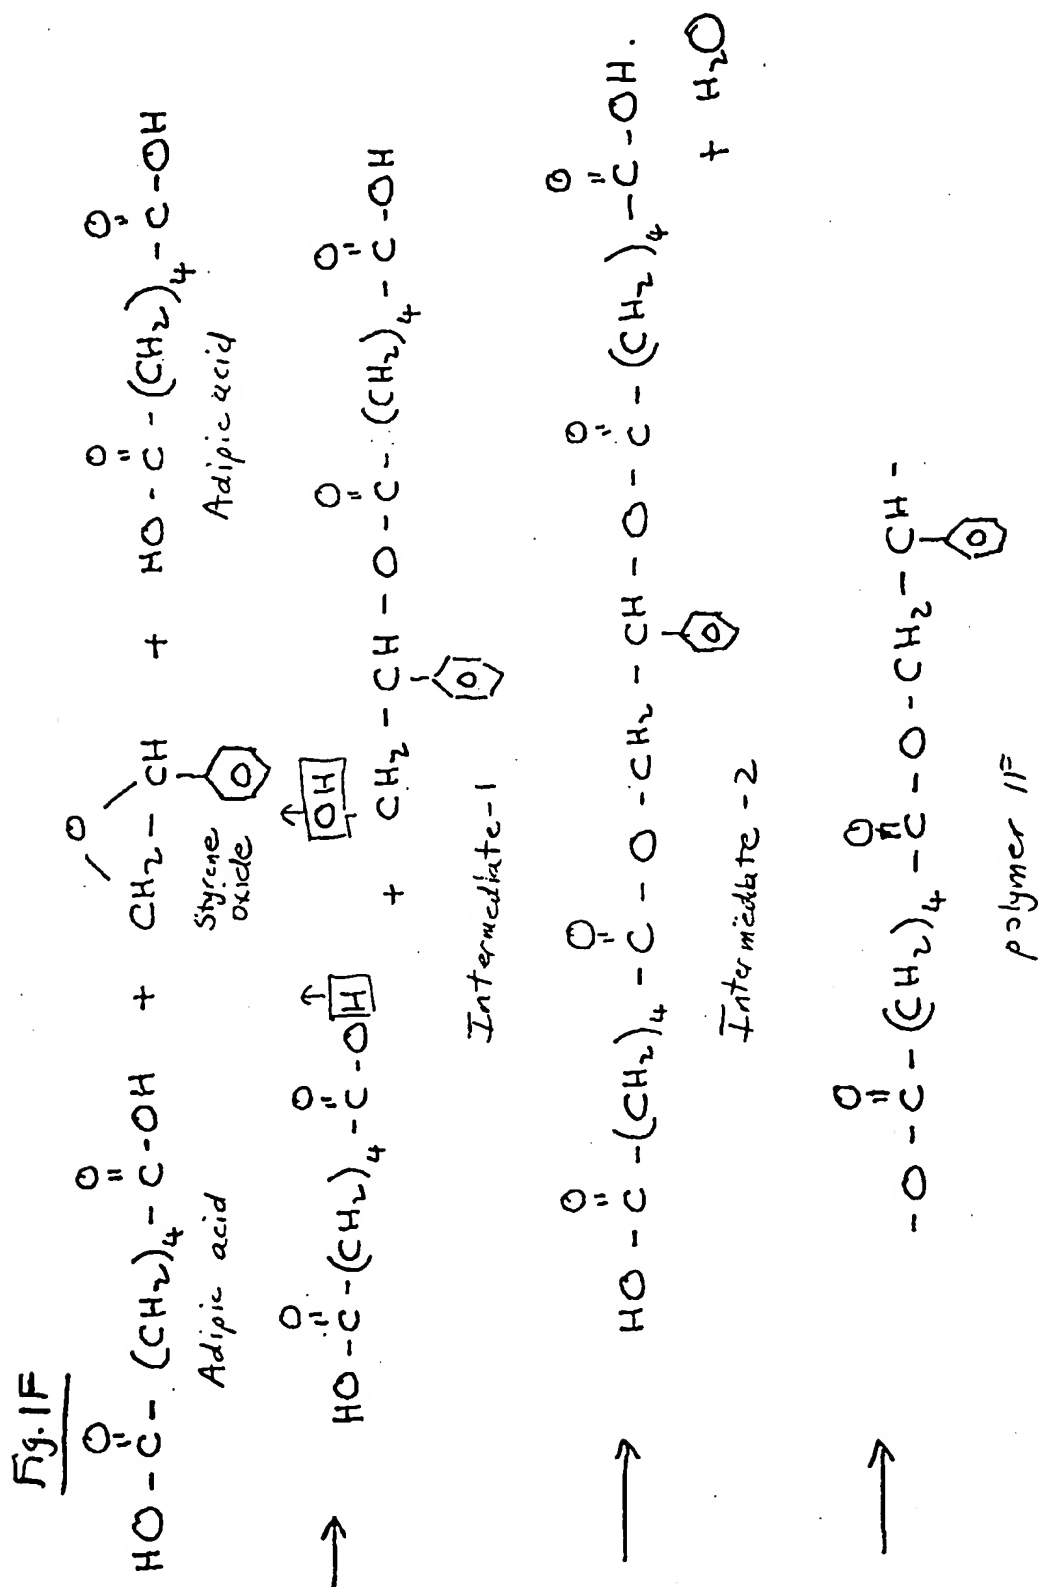 Fig. 1F
O O O O O
HO-C-(CH2)4-C-OH + CH2-CH + HO-C-(CH2)4-C-OH
Adipic acid
Styrene
oxide
Adipic acid
O O OH O O
HO-C-(CH2)4-C-OH + CH2-CH-O-C-(CH2)4-C-OH
Intermediate-1
O O O O
HO-C-(CH2)4-C-O-CH2-CH-O-C-(CH2)4-C-OH.
+ H2O
Intermediate-2
O O
-O-C-(CH2)4-C-O-CH2-CH-
polymer 1F